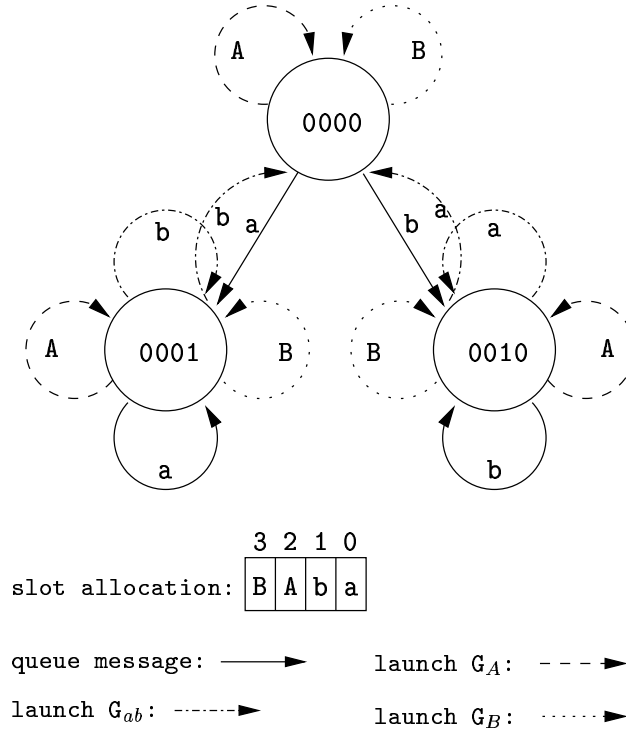 A B
0000
b a b a
b a
A 0001 B B 0010 A
a b
3 2 1 0
slot allocation: B A b a
queue message: launch G_A:
launch G_ab: launch G_B: